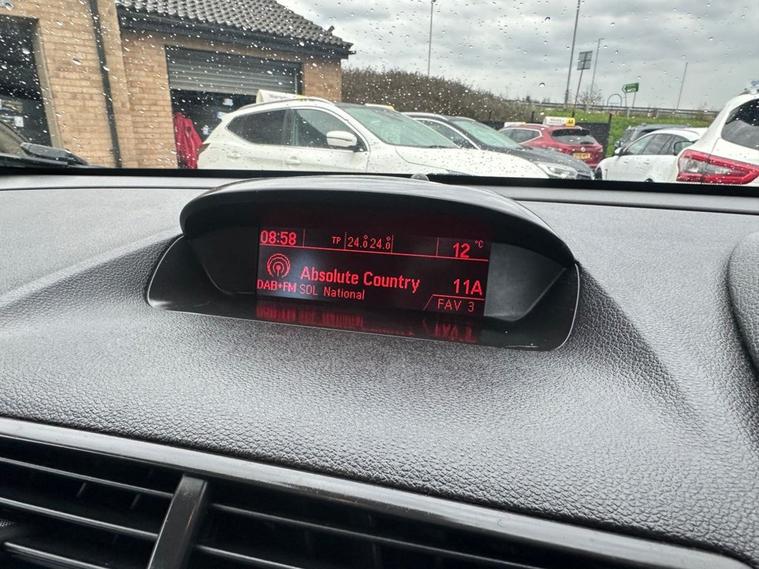 08:58 TP 24.0 24.0 12 °C
Absolute Country 11A
DAB+FM SDL National FAV 3